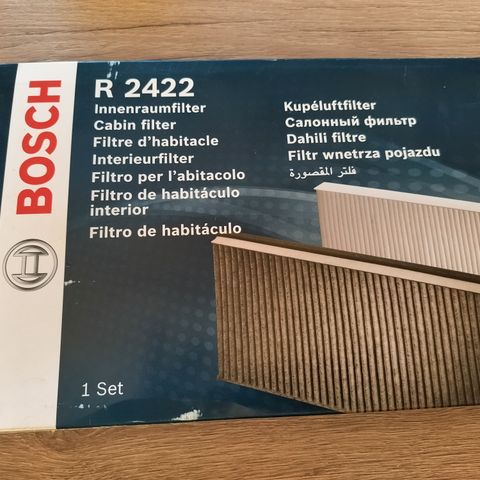 BOSCH
R 2422
Innenraumfilter
Cabin filter
Filtre d'habitacle
Interieurfilter
Filtro per l'abitacolo
Filtro de habitáculo
interior
Filtro de habitáculo
Kupéluftfilter
Салонный фильтр
Dahili filtre
Filtr wnetrza pojazdu
فلتر المقصورة
1 Set